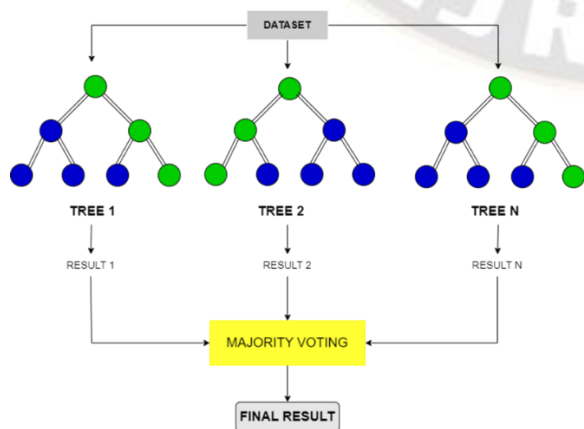 DATASET
TREE 1
TREE 2
TREE N
RESULT 1
RESULT 2
RESULT N
MAJORITY VOTING
FINAL RESULT